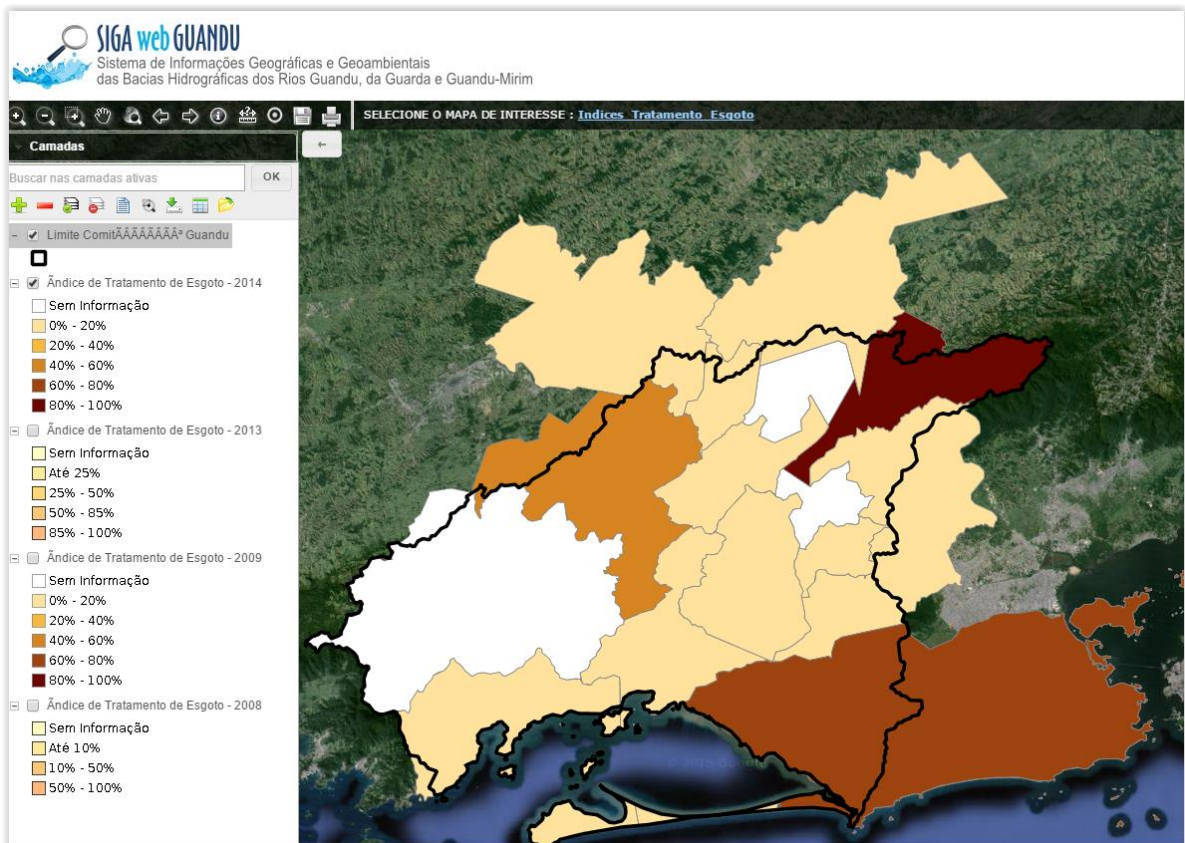 SIGA web GUANDU
Sistema de Informações Geográficas e Geoambientais
das Bacias Hidrográficas dos Rios Guandu, da Guarda e Guandu-Mirim
SELECIONE O MAPA DE INTERESSE : Indices_Tratamento_Esgoto
Camadas
Buscar nas camadas ativas OK
Limite ComitÃÃÃÃÃÃÃÃª Guandu
Ãndice de Tratamento de Esgoto - 2014
Sem Informação
0% - 20%
20% - 40%
40% - 60%
60% - 80%
80% - 100%
Ãndice de Tratamento de Esgoto - 2013
Sem Informação
Até 25%
25% - 50%
50% - 85%
85% - 100%
Ãndice de Tratamento de Esgoto - 2009
Sem Informação
0% - 20%
20% - 40%
40% - 60%
60% - 80%
80% - 100%
Ãndice de Tratamento de Esgoto - 2008
Sem Informação
Até 10%
10% - 50%
50% - 100%
© 2015